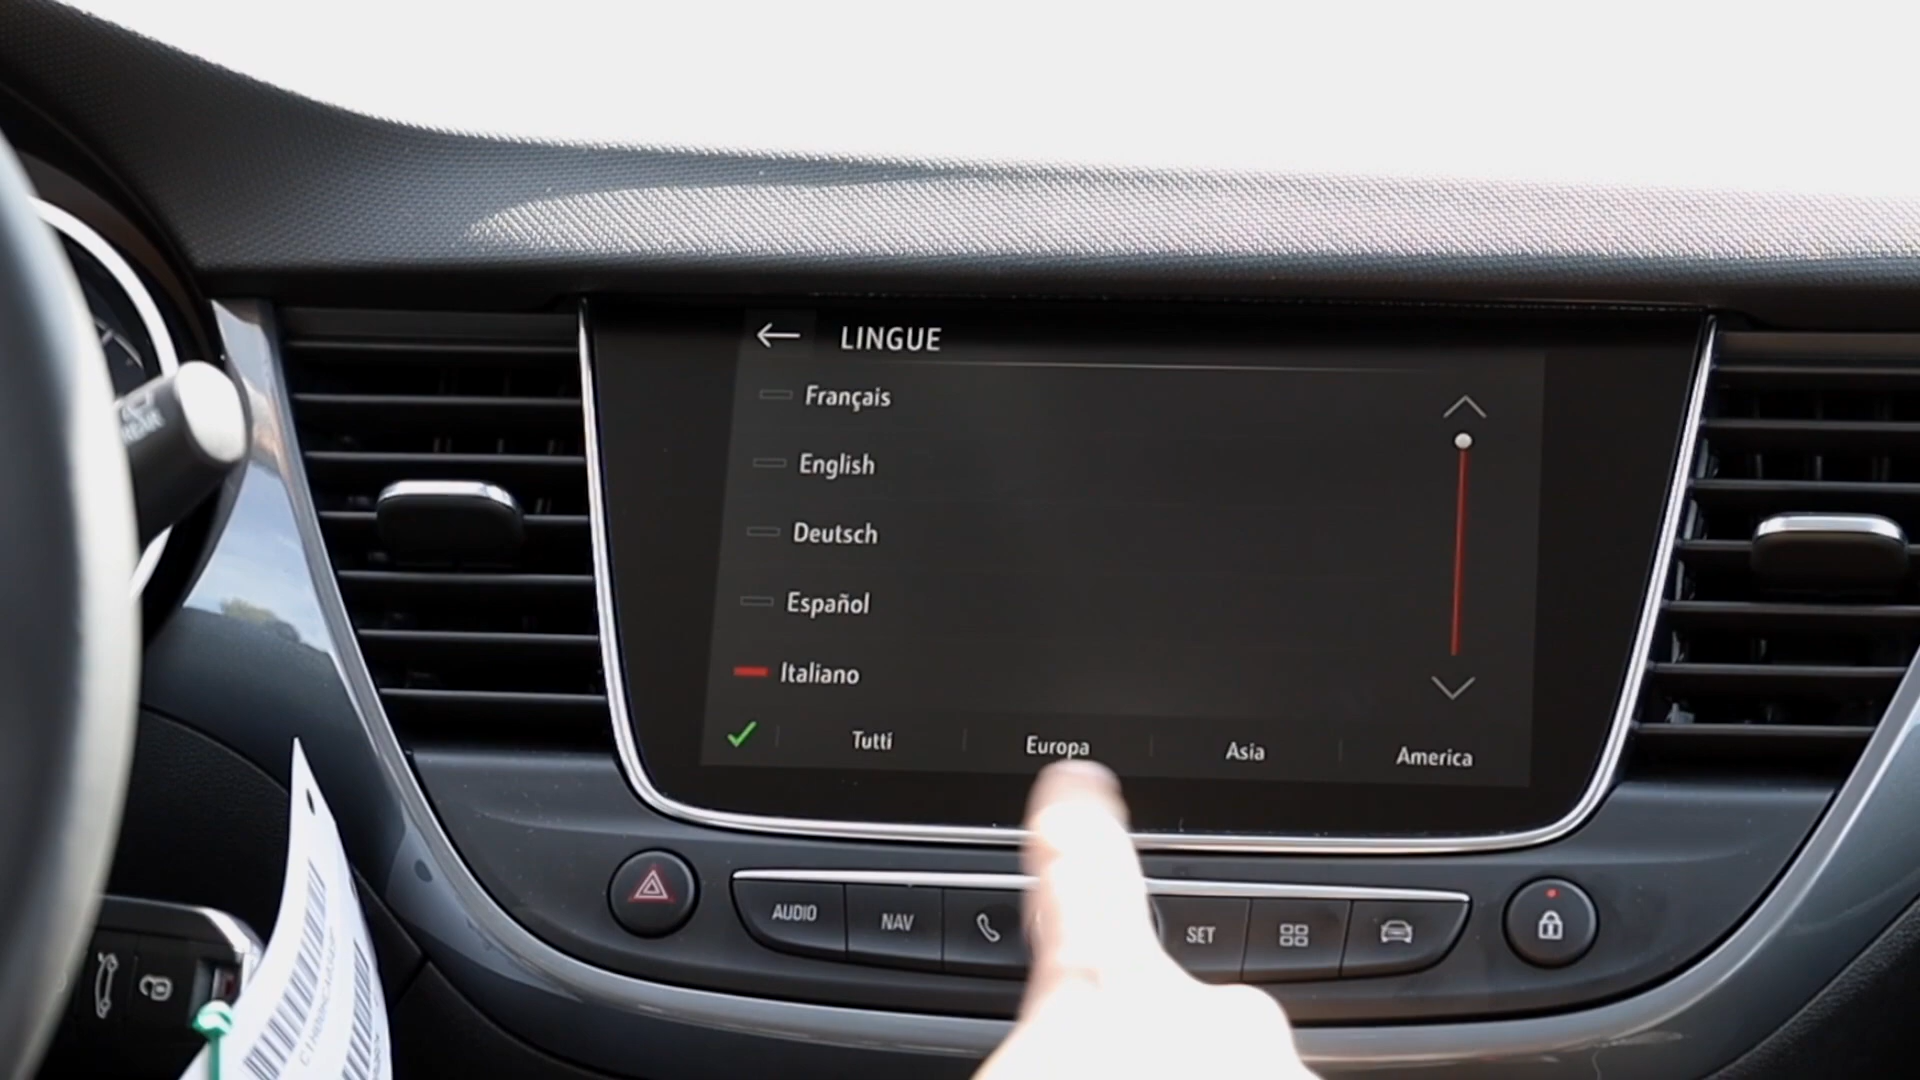 LINGUE
Français
English
Deutsch
Español
Italiano
Tutti Europa Asia America
AUDIO NAV SET